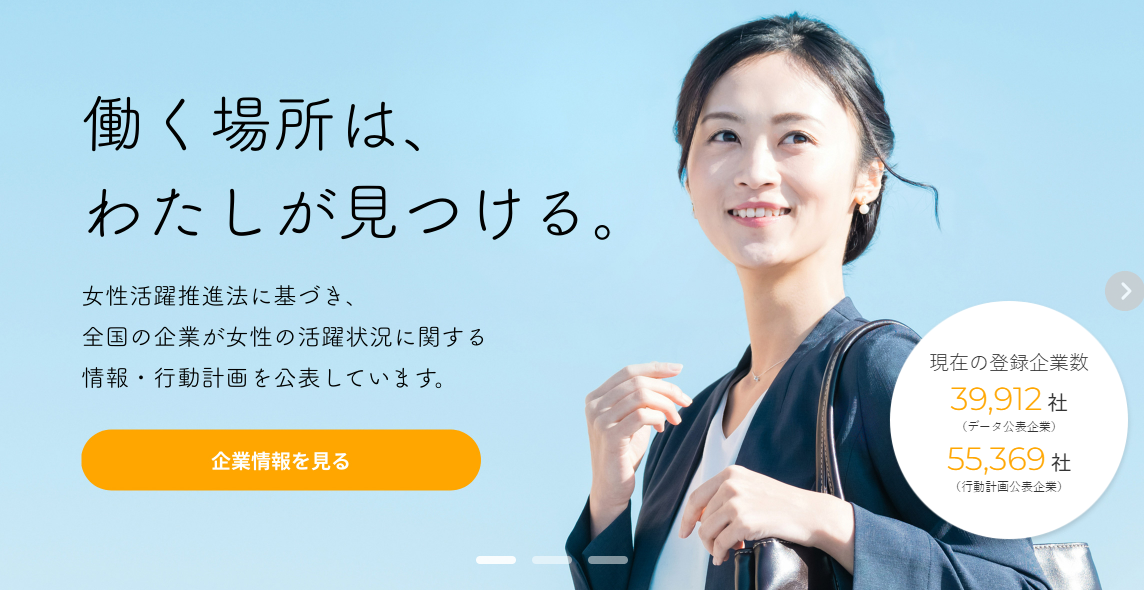 働く場所は、
わたしが見つける。
女性活躍推進法に基づき、
全国の企業が女性の活躍状況に関する
情報・行動計画を公表しています。
企業情報を見る
現在の登録企業数
39,912 社
（データ公表企業）
55,369 社
（行動計画公表企業）